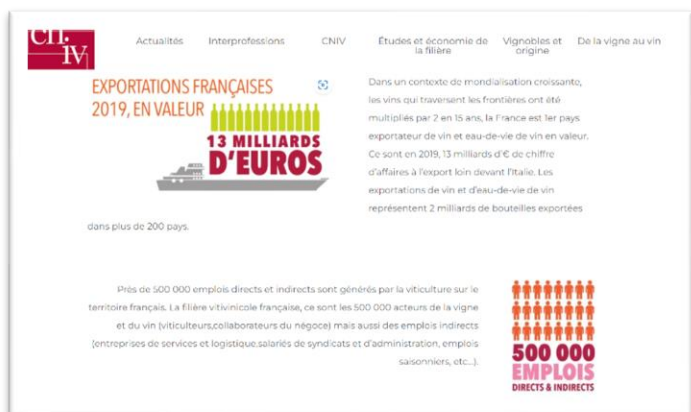 CN
IV
Actualités Interprofessions CNIV Études et économie de la filière Vignobles et origine De la vigne au vin
EXPORTATIONS FRANÇAISES
2019, EN VALEUR
13 MILLIARDS
D'EUROS
Dans un contexte de mondialisation croissante,
les vins qui traversent les frontières ont été
multipliés par 2 en 15 ans, la France est 1er pays
exportateur de vin et eau-de-vie de vin en valeur.
Ce sont en 2019, 13 milliards d'€ de chiffre
d'affaires à l'export loin devant l'Italie. Les
exportations de vin et d'eau-de-vie de vin
représentent 2 milliards de bouteilles exportées
dans plus de 200 pays.
Près de 500 000 emplois directs et indirects sont générés par la viticulture sur le
territoire français. La filière vitivinicole française, ce sont les 500 000 acteurs de la vigne
et du vin (viticulteurs,collaborateurs du négoce) mais aussi des emplois indirects
(entreprises de services et logistique,salariés de syndicats et d'administration, emplois
saisonniers, etc...).
500 000
EMPLOIS
DIRECTS & INDIRECTS